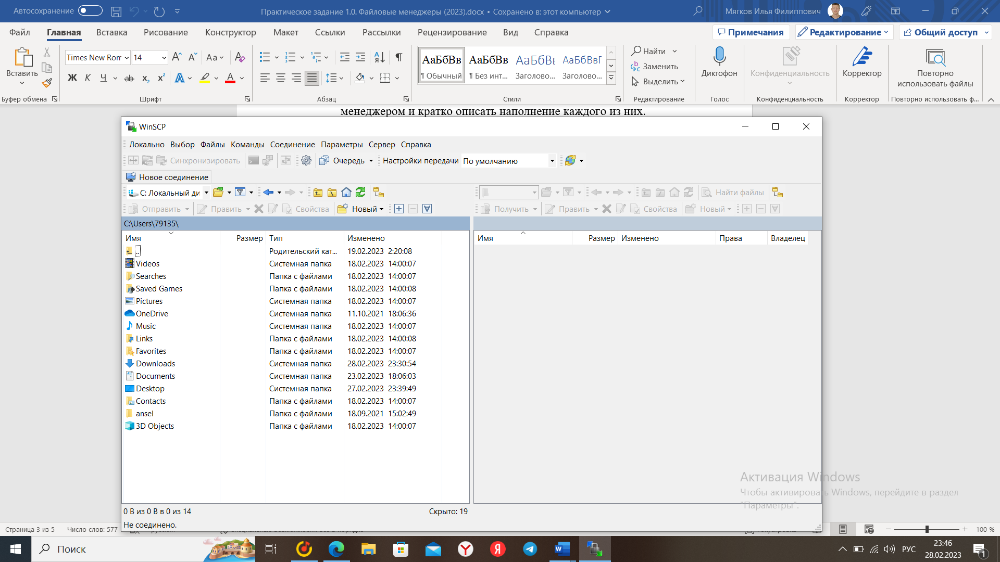 Автосохранение
Практическое задание 1.0. Файловые менеджеры (2023).docx • Сохранено в: этот компьютер
Мягков Илья Филиппович
Файл Главная Вставка Рисование Конструктор Макет Ссылки Рассылки Рецензирование Вид Справка
Примечания Редактирование Общий доступ
Вставить
Буфер обмена
Times New Rom 14
Aa
Ж К Ч ab x₂ x² A A
Шрифт
Абзац
АаБбВв АаБбВв АаБбВв АаБбВвГ
¶ Обычный ¶ Без инт... Заголово... Заголово...
Стили
Найти
Заменить
Выделить
Редактирование
Диктофон
Голос
Конфиденциальность
Конфиденциальность
Корректор
Корректор
Повторно
использовать файлы
Повторно использовать ф...
менеджером и кратко описать наполнение каждого из них.
WinSCP
Локально Выбор Файлы Команды Соединение Параметры Сервер Справка
Синхронизировать Очередь Настройки передачи По умолчанию
Новое соединение
C: Локальный ди Найти файлы
Отправить Править Свойства Новый Получить Править Свойства Новый
C:\Users\79135\
Имя Размер Тип Изменено Имя Размер Изменено Права Владелец
.. Родительский кат... 19.02.2023 2:20:08
Videos Системная папка 18.02.2023 14:00:07
Searches Папка с файлами 18.02.2023 14:00:07
Saved Games Папка с файлами 18.02.2023 14:00:08
Pictures Системная папка 18.02.2023 14:00:07
OneDrive Системная папка 11.10.2021 18:06:36
Music Системная папка 18.02.2023 14:00:07
Links Папка с файлами 18.02.2023 14:00:08
Favorites Папка с файлами 18.02.2023 14:00:07
Downloads Системная папка 28.02.2023 23:30:54
Documents Системная папка 23.02.2023 18:06:03
Desktop Системная папка 27.02.2023 23:39:49
Contacts Папка с файлами 18.02.2023 14:00:07
ansel Папка с файлами 18.09.2021 15:02:49
3D Objects Папка с файлами 18.02.2023 14:00:07
Активация Windows
Чтобы активировать Windows, перейдите в раздел
"Параметры".
0 B из 0 B в 0 из 14 Скрыто: 19
Не соединено.
Страница 3 из 5 Число слов: 577 100 %
Поиск
РУС
23:46
28.02.2023
1